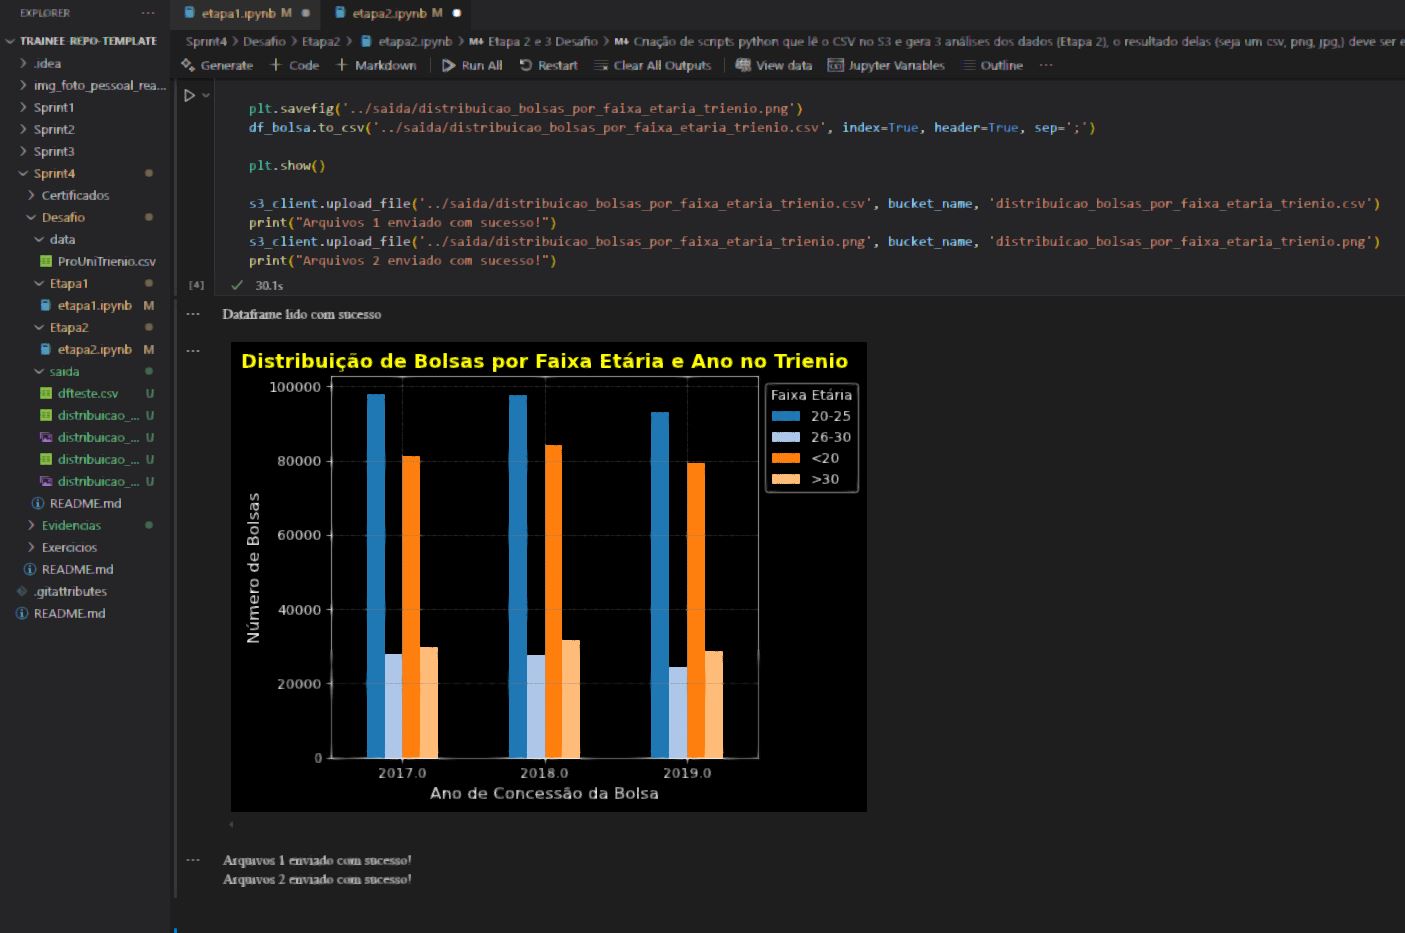 EXPLORER ···
TRAINEE-REPO-TEMPLATE
.idea
img_foto_pessoal_rea...
Sprint1
Sprint2
Sprint3
Sprint4
Certificados
Desafio
data
ProUniTrienio.csv
Etapa1
etapa1.ipynb M
Etapa2
etapa2.ipynb M
saida
dfteste.csv U
distribuicao_... U
distribuicao_... U
distribuicao_... U
distribuicao_... U
README.md
Evidencias
Exercicios
README.md
.gitattributes
README.md
etapa1.ipynb M
etapa2.ipynb M
Sprint4 > Desafio > Etapa2 > etapa2.ipynb > M↓ Etapa 2 e 3 Desafio > M↓ Criação de scripts python que lê o CSV no S3 e gera 3 análises dos dados (Etapa 2), o resultado delas (seja um csv, png, jpg,) deve ser e
Generate + Code + Markdown Run All Restart Clear All Outputs View data Jupyter Variables Outline ···
plt.savefig('../saida/distribuicao_bolsas_por_faixa_etaria_trienio.png')
df_bolsa.to_csv('../saida/distribuicao_bolsas_por_faixa_etaria_trienio.csv', index=True, header=True, sep=';')
plt.show()
s3_client.upload_file('../saida/distribuicao_bolsas_por_faixa_etaria_trienio.csv', bucket_name, 'distribuicao_bolsas_por_faixa_etaria_trienio.csv')
print("Arquivos 1 enviado com sucesso!")
s3_client.upload_file('../saida/distribuicao_bolsas_por_faixa_etaria_trienio.png', bucket_name, 'distribuicao_bolsas_por_faixa_etaria_trienio.png')
print("Arquivos 2 enviado com sucesso!")
[4] ✓ 30.1s
··· Dataframe lido com sucesso
···
Distribuição de Bolsas por Faixa Etária e Ano no Trienio
Número de Bolsas
100000
80000
60000
40000
20000
0
2017.0 2018.0 2019.0
Ano de Concessão da Bolsa
Faixa Etária
20-25
26-30
<20
>30
··· Arquivos 1 enviado com sucesso!
Arquivos 2 enviado com sucesso!